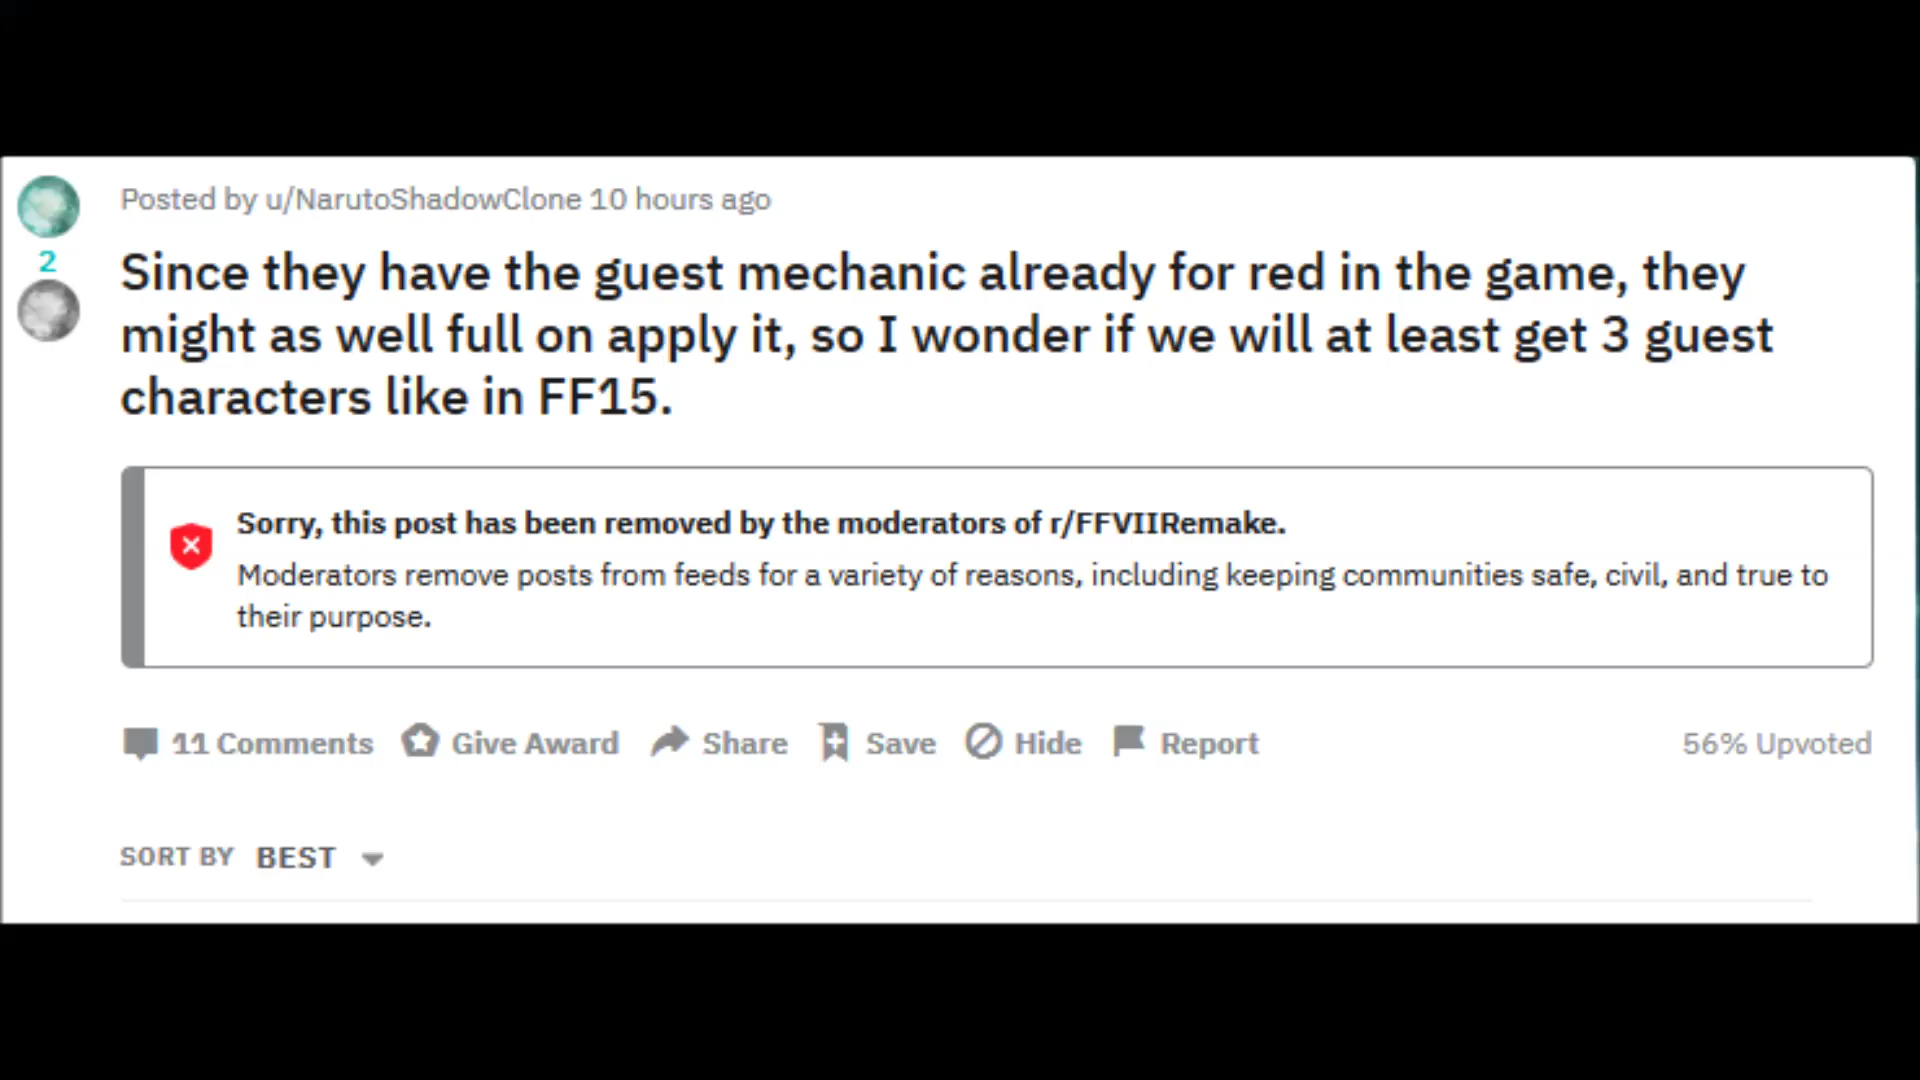 Posted by u/NarutoShadowClone 10 hours ago
2
Since they have the guest mechanic already for red in the game, they
might as well full on apply it, so I wonder if we will at least get 3 guest
characters like in FF15.
Sorry, this post has been removed by the moderators of r/FFVIIRemake.
Moderators remove posts from feeds for a variety of reasons, including keeping communities safe, civil, and true to
their purpose.
11 Comments Give Award Share Save Hide Report 56% Upvoted
SORT BY BEST